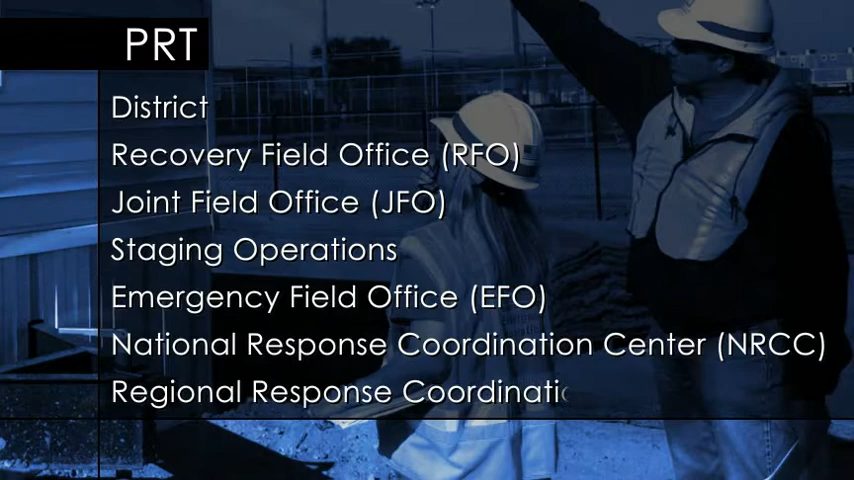 PRT
District
Recovery Field Office (RFO)
Joint Field Office (JFO)
Staging Operations
Emergency Field Office (EFO)
National Response Coordination Center (NRCC)
Regional Response